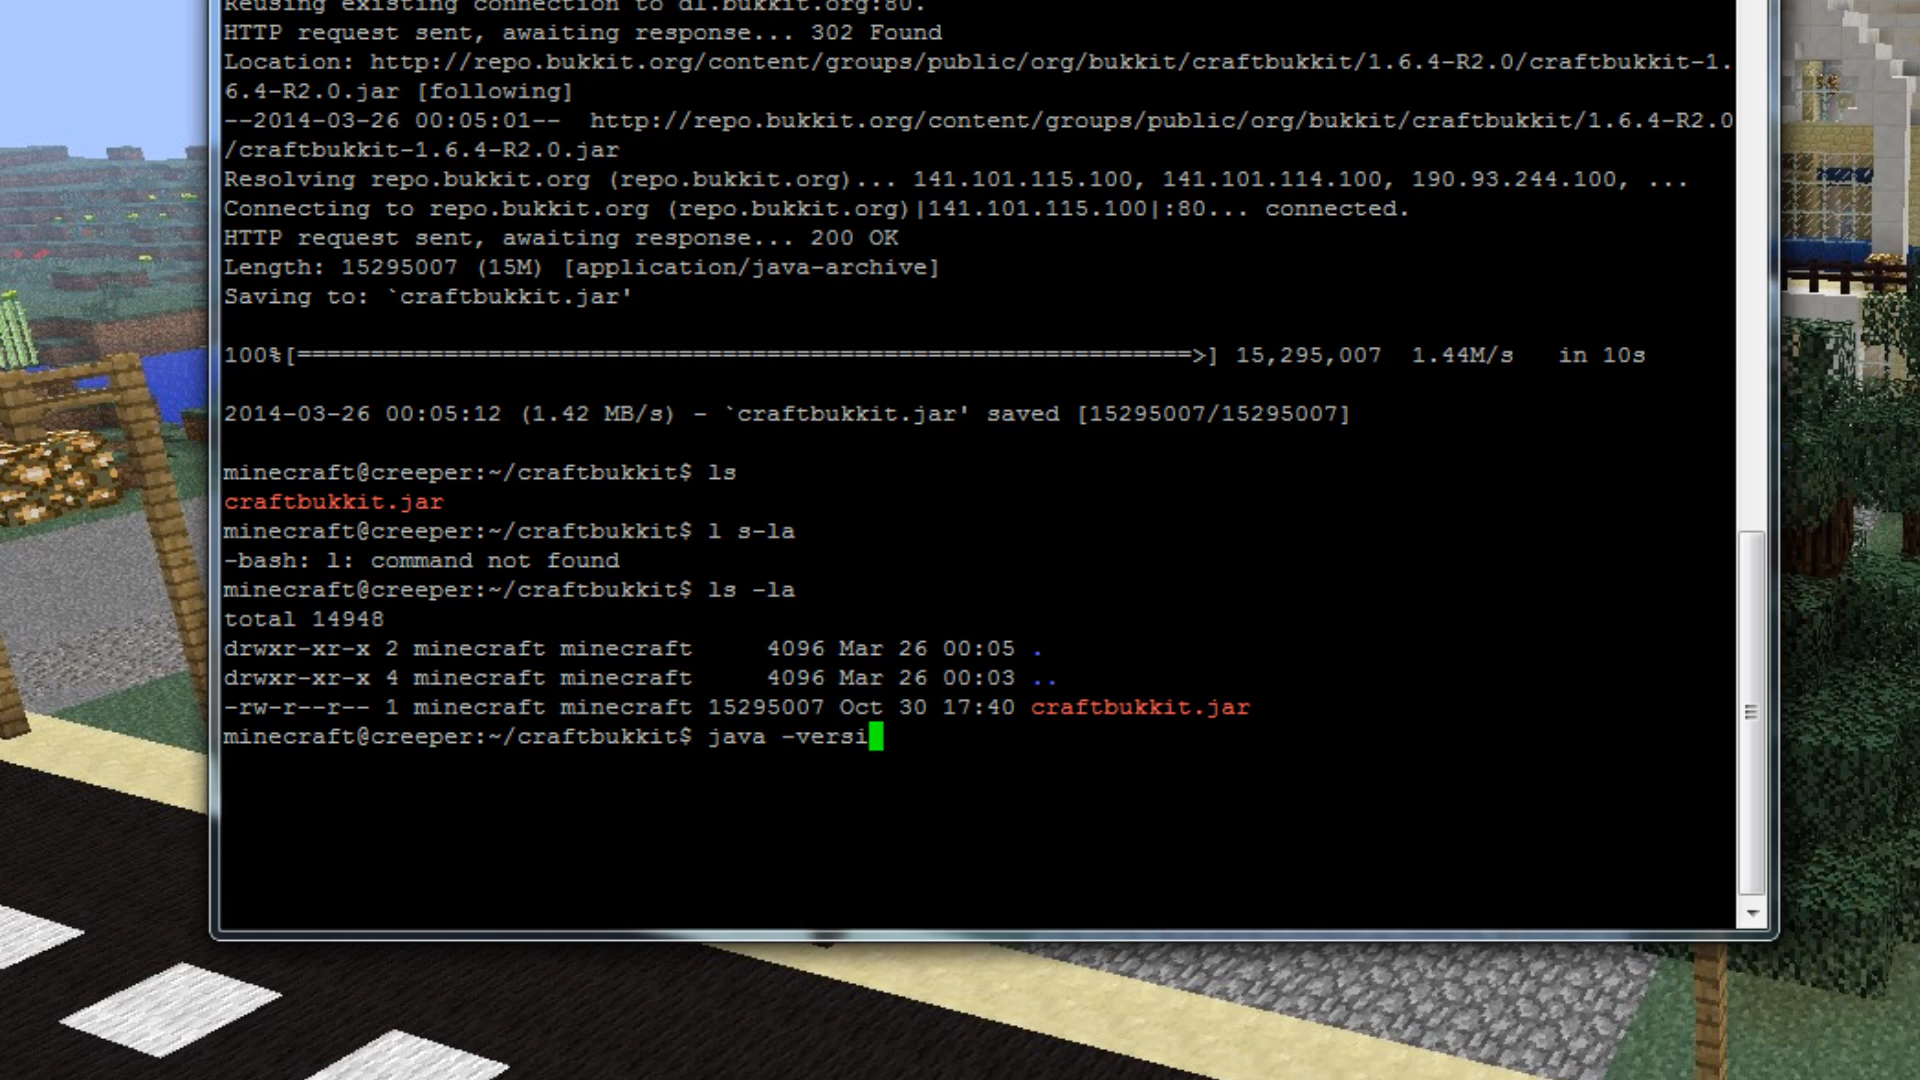 Reusing existing connection to dl.bukkit.org:80.
HTTP request sent, awaiting response... 302 Found
Location: http://repo.bukkit.org/content/groups/public/org/bukkit/craftbukkit/1.6.4-R2.0/craftbukkit-1.
6.4-R2.0.jar [following]
--2014-03-26 00:05:01--  http://repo.bukkit.org/content/groups/public/org/bukkit/craftbukkit/1.6.4-R2.0
/craftbukkit-1.6.4-R2.0.jar
Resolving repo.bukkit.org (repo.bukkit.org)... 141.101.115.100, 141.101.114.100, 190.93.244.100, ...
Connecting to repo.bukkit.org (repo.bukkit.org)|141.101.115.100|:80... connected.
HTTP request sent, awaiting response... 200 OK
Length: 15295007 (15M) [application/java-archive]
Saving to: `craftbukkit.jar'
100%[=============================================================>] 15,295,007  1.44M/s   in 10s
2014-03-26 00:05:12 (1.42 MB/s) - `craftbukkit.jar' saved [15295007/15295007]
minecraft@creeper:~/craftbukkit$ ls
craftbukkit.jar
minecraft@creeper:~/craftbukkit$ l s-la
-bash: l: command not found
minecraft@creeper:~/craftbukkit$ ls -la
total 14948
drwxr-xr-x 2 minecraft minecraft     4096 Mar 26 00:05 .
drwxr-xr-x 4 minecraft minecraft     4096 Mar 26 00:03 ..
-rw-r--r-- 1 minecraft minecraft 15295007 Oct 30 17:40 craftbukkit.jar
minecraft@creeper:~/craftbukkit$ java -versi